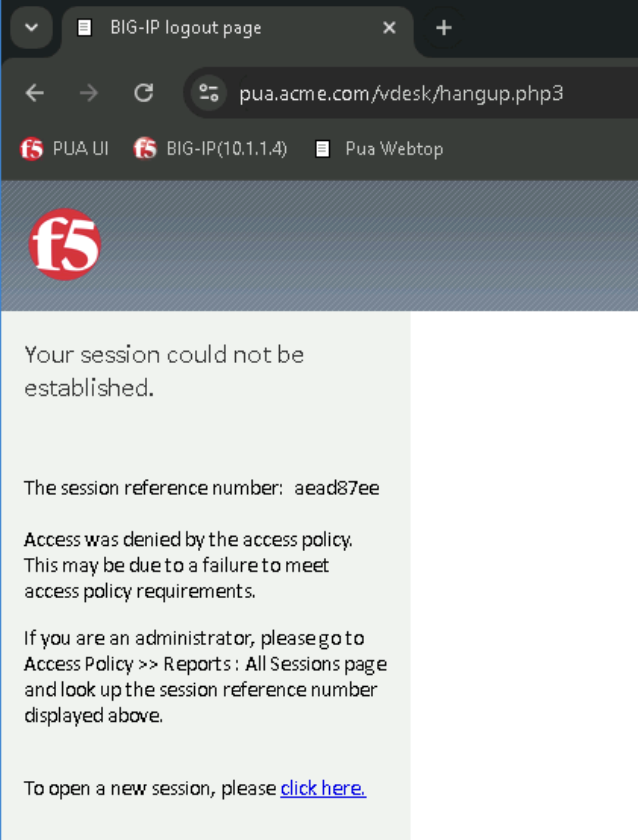 BIG-IP logout page
pua.acme.com/vdesk/hangup.php3
f5 PUA UI f5 BIG-IP(10.1.1.4) Pua Webtop
f5
Your session could not be
established.
The session reference number: aead87ee
Access was denied by the access policy.
This may be due to a failure to meet
access policy requirements.
If you are an administrator, please go to
Access Policy >> Reports : All Sessions page
and look up the session reference number
displayed above.
To open a new session, please click here.